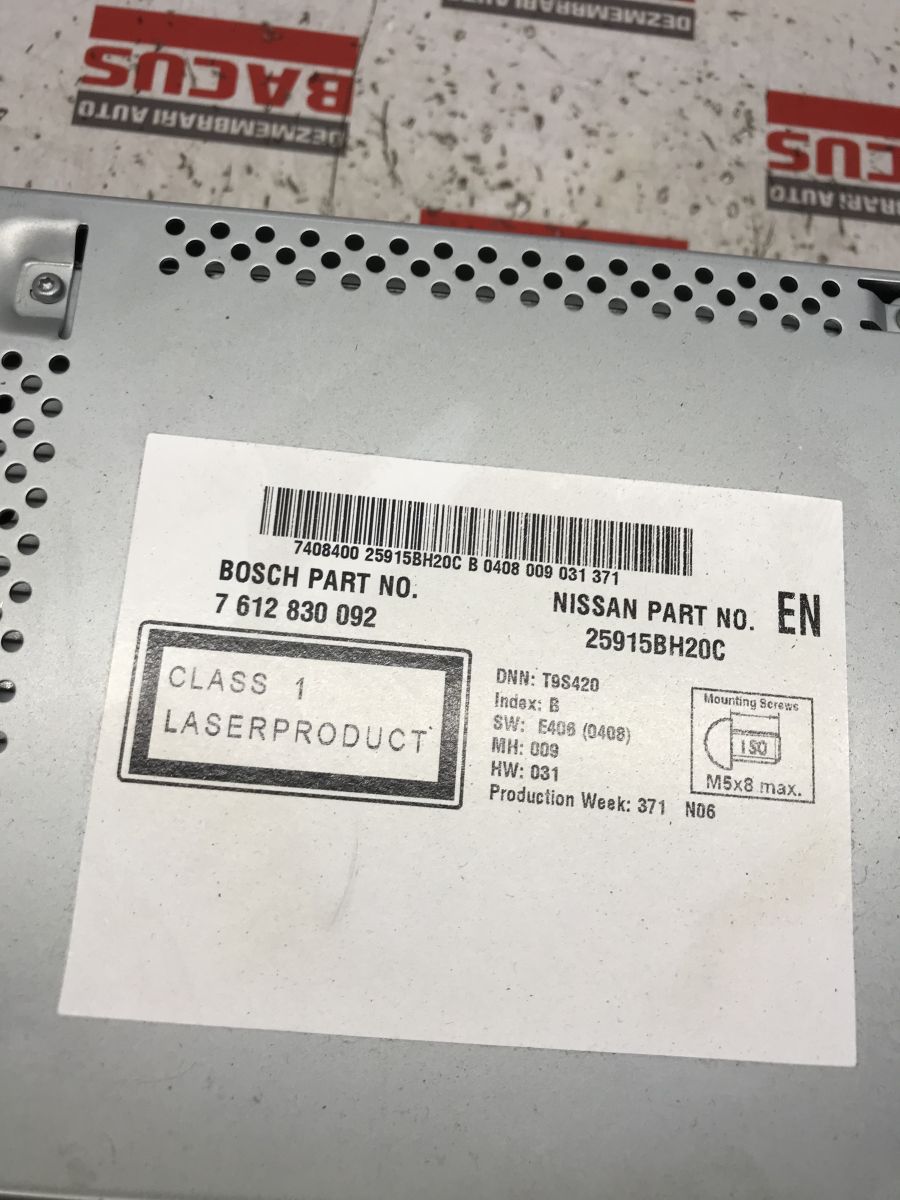 DEZMEMBRARI AUTO
BACUS
DEZMEMBRARI AUTO
BACUS
DEZMEMBRARI AUTO
7408400 25915BH20C B 0408 009 031 371
BOSCH PART NO.
7 612 830 092
NISSAN PART NO.
25915BH20C
EN
CLASS 1
LASERPRODUCT
DNN: T9S420
Index: B
SW: E406 (0408)
MH: 009
HW: 031
Production Week: 371 N06
Mounting Screws
ISO
M5x8 max.